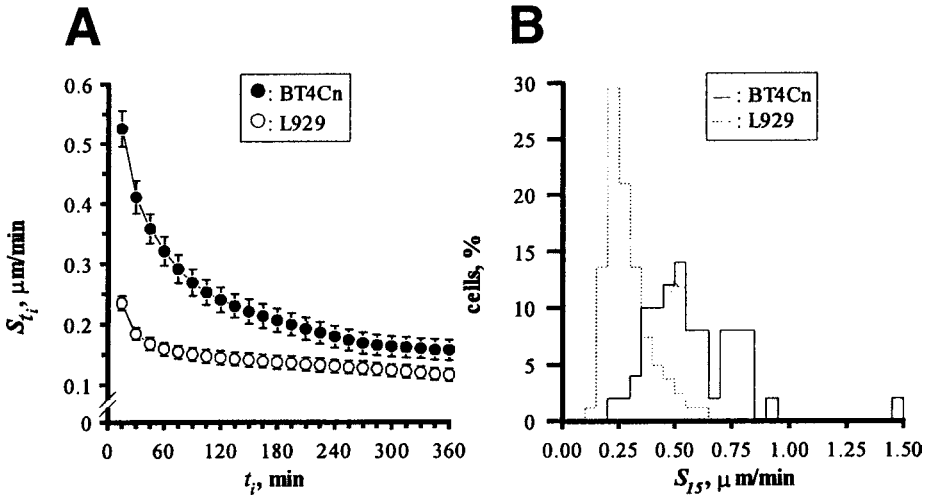 A
● : BT4Cn
○ : L929
0.6
0.5
0.4
0.3
0.2
0.1
0
S_{t_i}, μm/min
0 60 120 180 240 300 360
t_i, min
B
— : BT4Cn
┈ : L929
30
25
20
15
10
5
0
cells, %
0.00 0.25 0.50 0.75 1.00 1.25 1.50
S_{15}, μ m/min